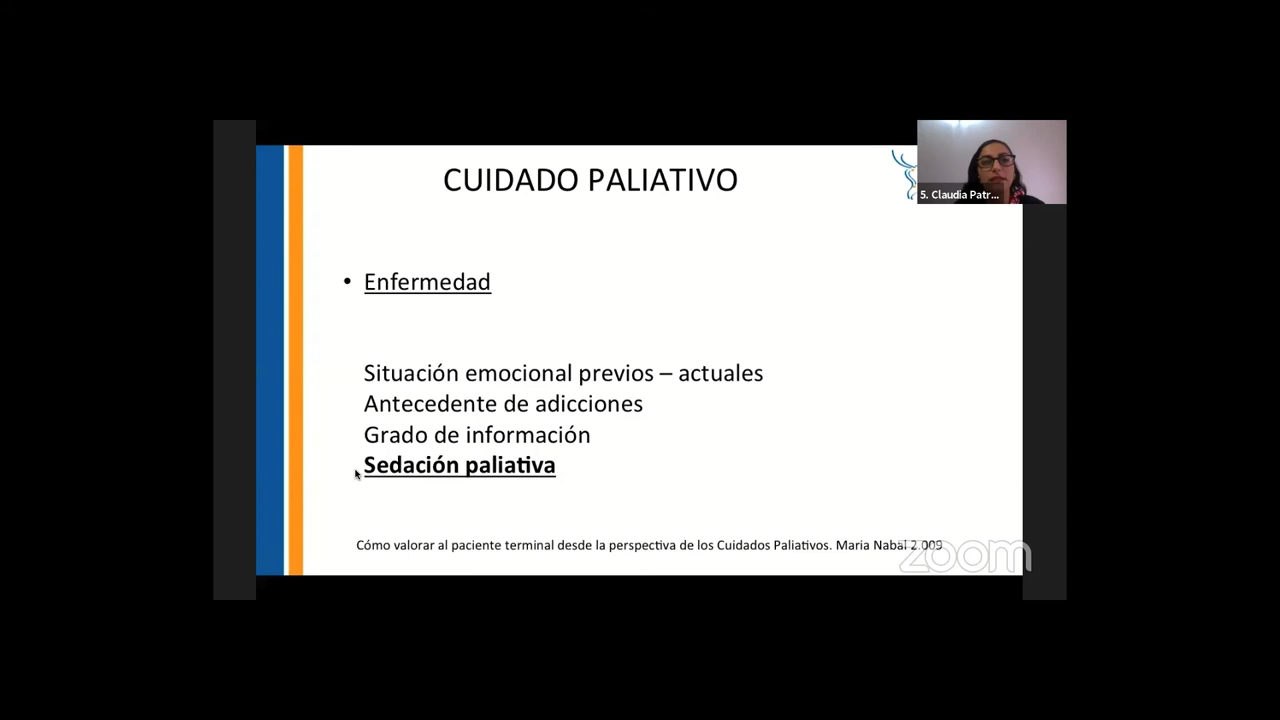 CUIDADO PALIATIVO
5. Claudia Patr...
• Enfermedad
Situación emocional previos – actuales
Antecedente de adicciones
Grado de información
Sedación paliativa
Cómo valorar al paciente terminal desde la perspectiva de los Cuidados Paliativos. Maria Nabal 2.009
zoom